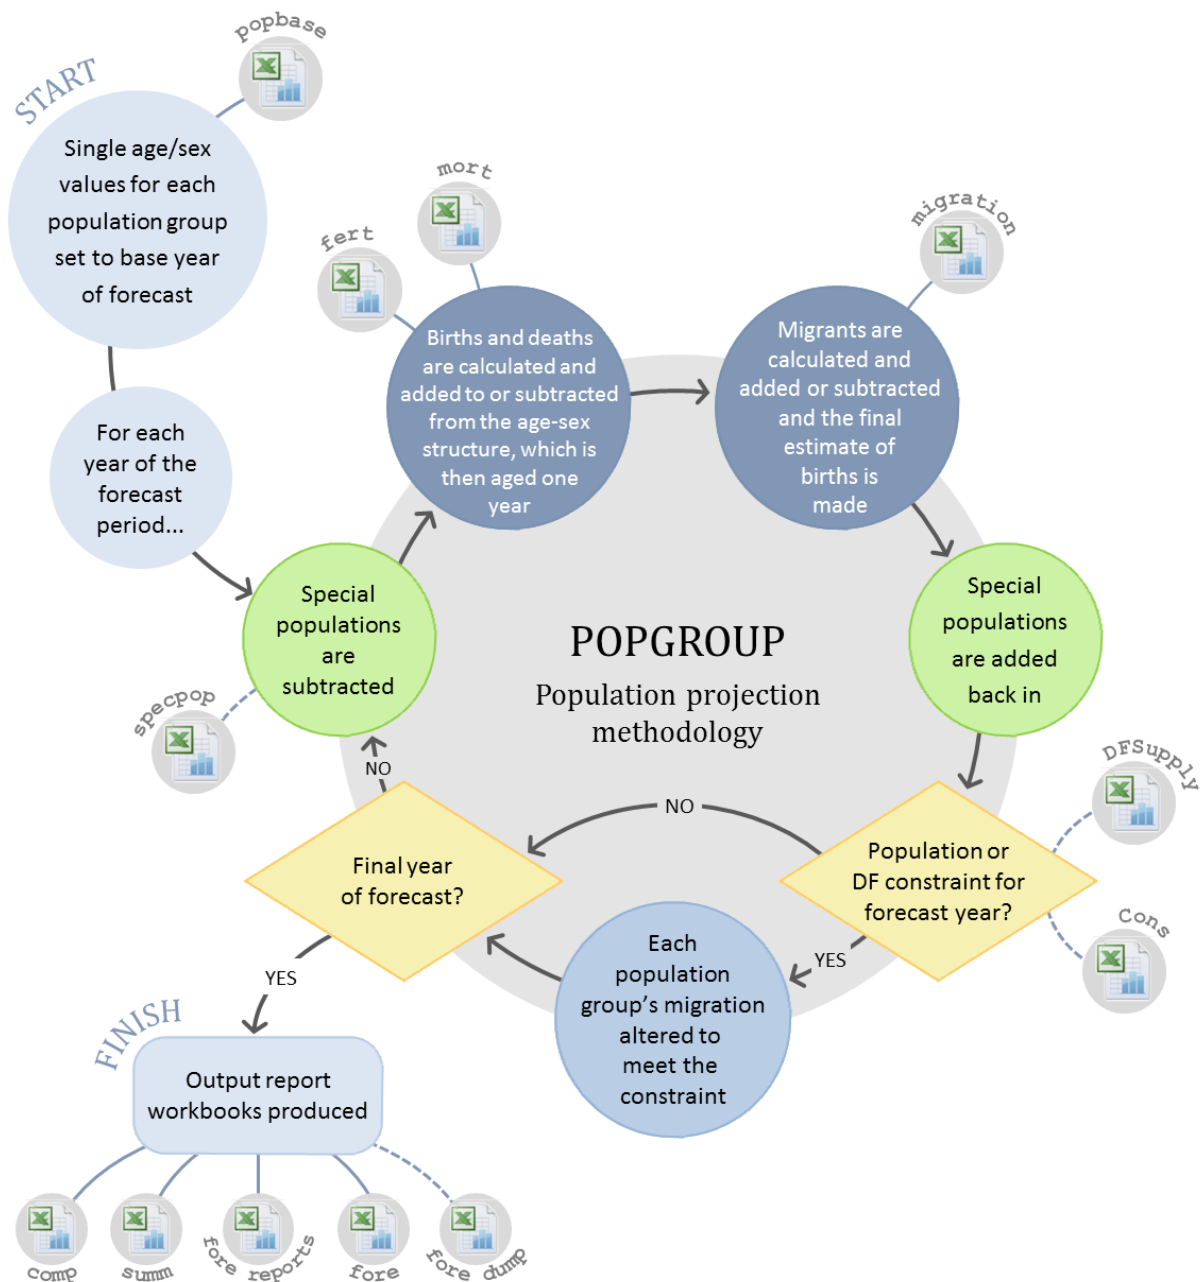 popbase
START
Single age/sex
values for each
population group
set to base year
of forecast
For each
year of the
forecast
period...
mort
fert
Births and deaths
are calculated and
added to or subtracted
from the age-sex
structure, which is
then aged one
year
migration
Migrants are
calculated and
added or subtracted
and the final
estimate of
births is
made
Special
populations
are
subtracted
specpop
POPGROUP
Population projection
methodology
Special
populations
are added
back in
DFSupply
Cons
Population or
DF constraint for
forecast year?
NO
YES
Each
population
group's migration
altered to
meet the
constraint
Final year
of forecast?
NO
YES
FINISH
Output report
workbooks produced
comp
summ
fore reports
fore
fore dump